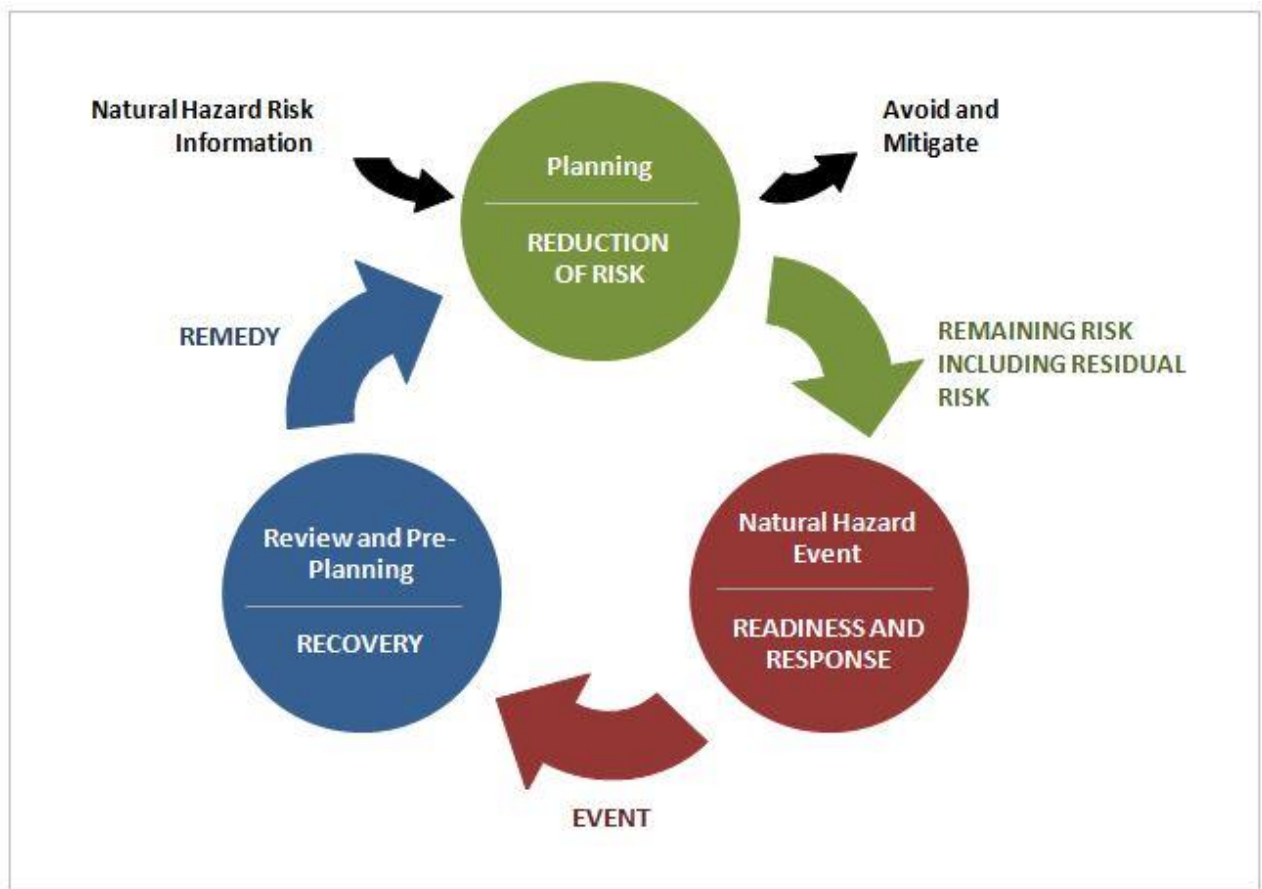 Natural Hazard Risk
Information
Avoid and
Mitigate
Planning
REDUCTION
OF RISK
REMEDY
REMAINING RISK
INCLUDING RESIDUAL
RISK
Review and Pre-
Planning
RECOVERY
Natural Hazard
Event
READINESS AND
RESPONSE
EVENT